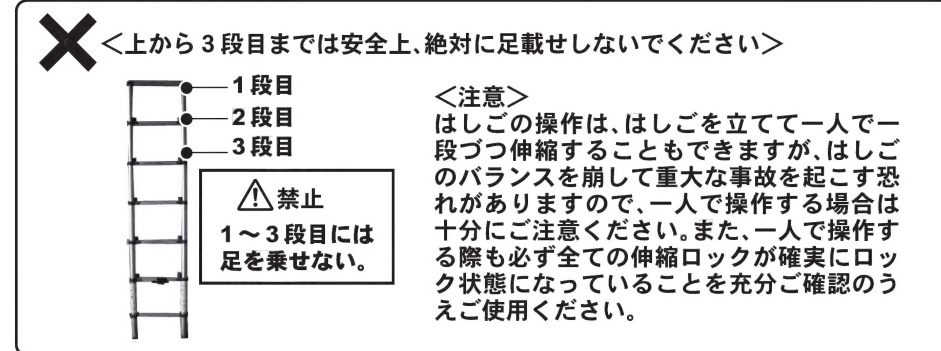 ＜上から３段目までは安全上、絶対に足載せしないでください＞
１段目
２段目
３段目
禁止
１〜３段目には
足を乗せない。
＜注意＞
はしごの操作は、はしごを立てて一人で一
段づつ伸縮することもできますが、はしご
のバランスを崩して重大な事故を起こす恐
れがありますので、一人で操作する場合は
十分にご注意ください。また、一人で操作す
る際も必ず全ての伸縮ロックが確実にロッ
ク状態になっていることを充分ご確認のう
えご使用ください。